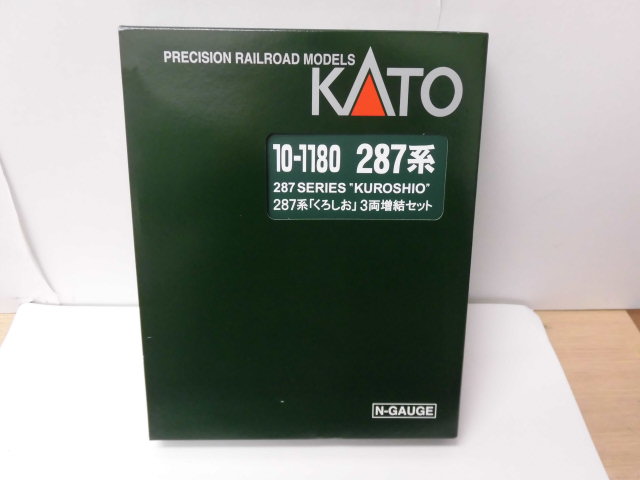 PRECISION RAILROAD MODELS
KATO
10-1180 287系
287 SERIES "KUROSHIO"
287系「くろしお」3両増結セット
N-GAUGE